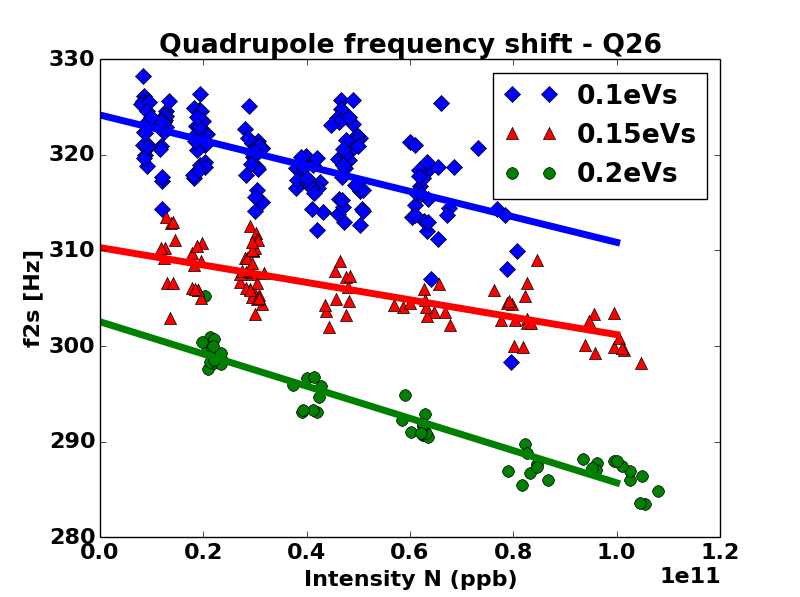 Quadrupole frequency shift - Q26
330
320
310
300
290
280
f2s [Hz]
0.1eVs
0.15eVs
0.2eVs
0.0 0.2 0.4 0.6 0.8 1.0 1.2
Intensity N (ppb)
1e11